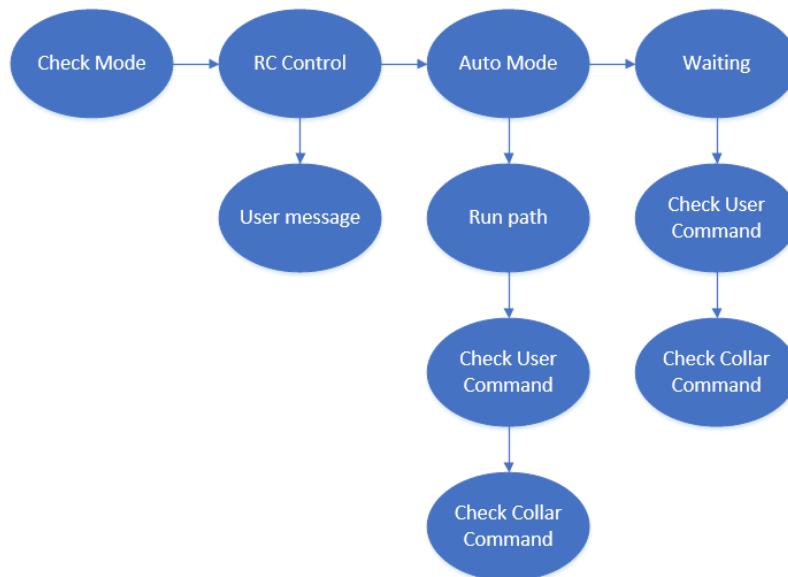 Check Mode
RC Control
Auto Mode
Waiting
User message
Run path
Check User
Command
Check User
Command
Check Collar
Command
Check Collar
Command